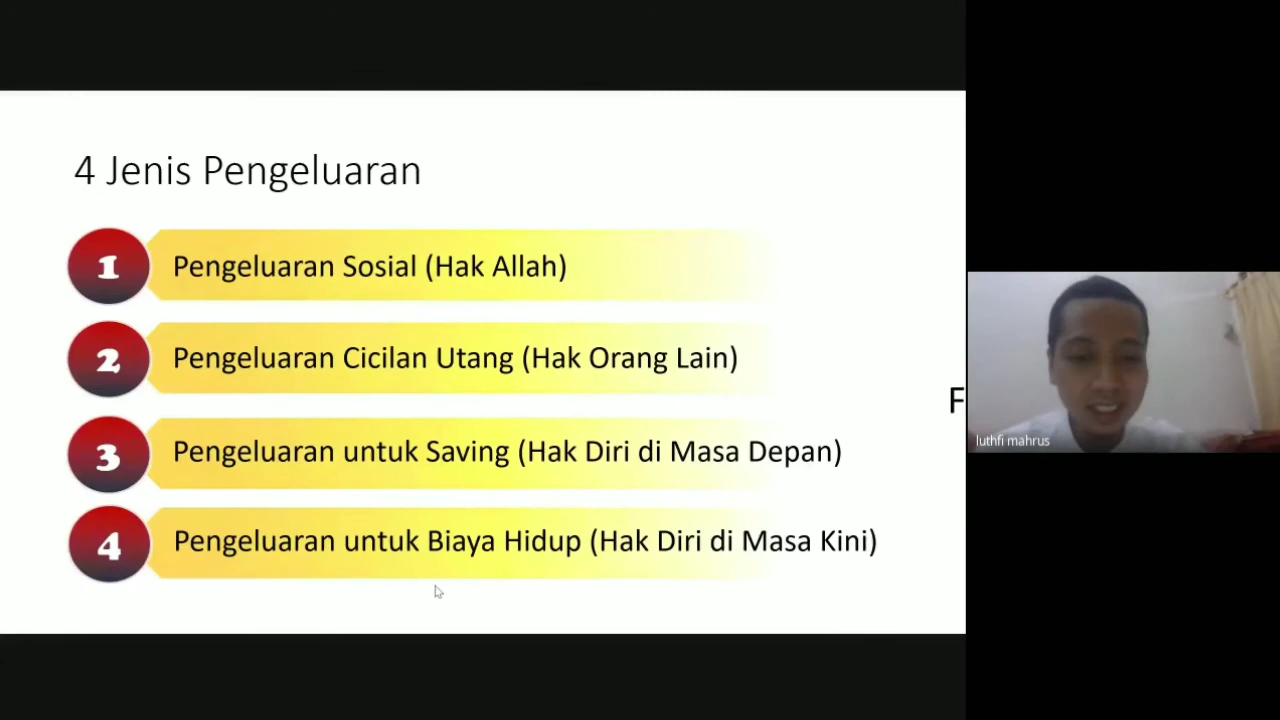 4 Jenis Pengeluaran
1 Pengeluaran Sosial (Hak Allah)
2 Pengeluaran Cicilan Utang (Hak Orang Lain)
3 Pengeluaran untuk Saving (Hak Diri di Masa Depan)
4 Pengeluaran untuk Biaya Hidup (Hak Diri di Masa Kini)
F
luthfi mahrus